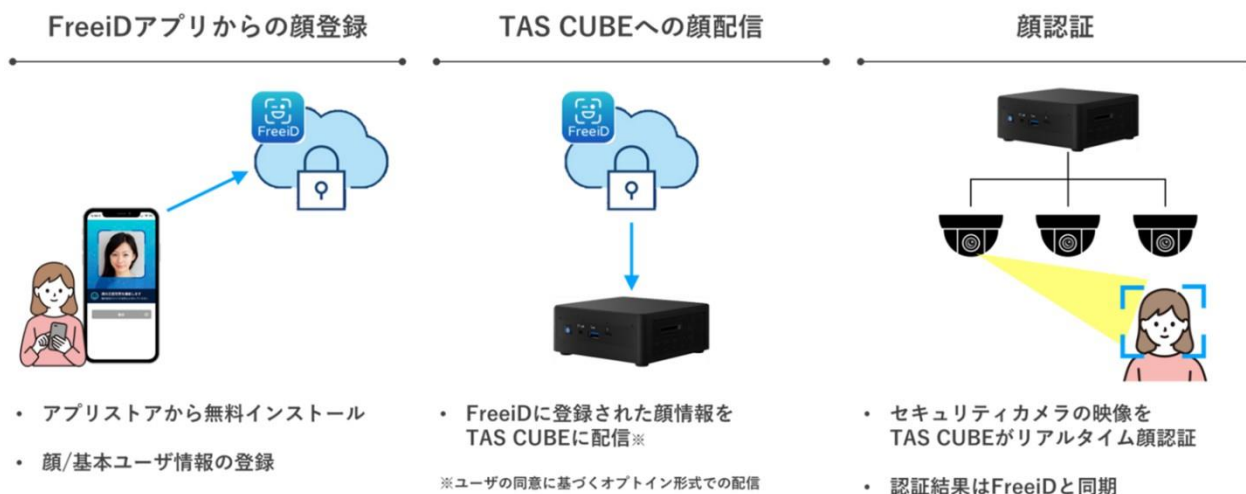 FreeiDアプリからの顔登録
FreeiD
・ アプリストアから無料インストール
・ 顔/基本ユーザ情報の登録
TAS CUBEへの顔配信
FreeiD
・ FreeiDに登録された顔情報を
TAS CUBEに配信※
※ユーザの同意に基づくオプトイン形式での配信
顔認証
・ セキュリティカメラの映像を
TAS CUBEがリアルタイム顔認証
・ 認証結果はFreeiDと同期